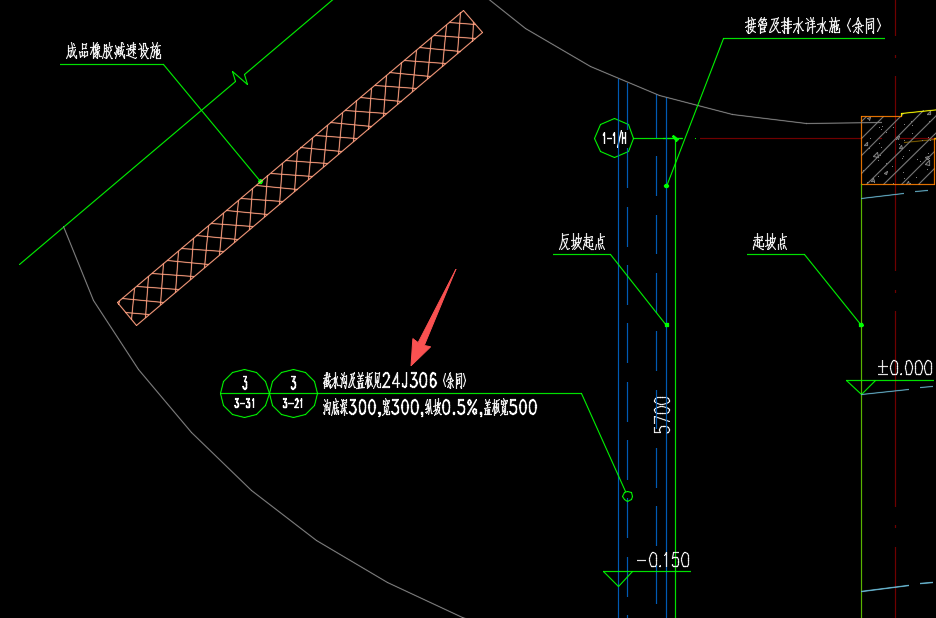 接管及排水详水施（余同）
成品橡胶减速设施
1-1/H
反坡起点
起坡点
±0.000
3
3-31
3
3-21
截水沟及盖板见24J306（余同）
沟底深300,宽300,纵坡0.5%,盖板宽500
5700
-0.150